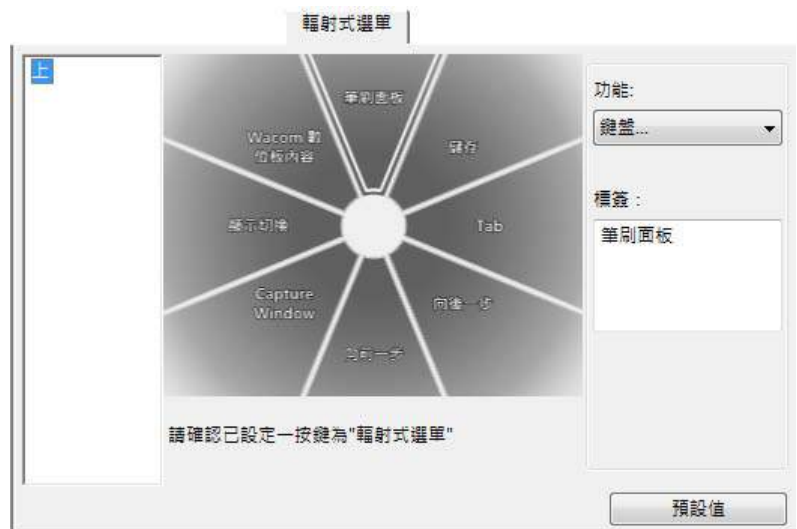 輻射式選單
上
筆刷面板
Wacom 數
位板內容
儲存
顯示切換
Tab
Capture
Window
向後一步
向前一步
請確認已設定一按鍵為"輻射式選單"
功能:
鍵盤...
標簽：
筆刷面板
預設值